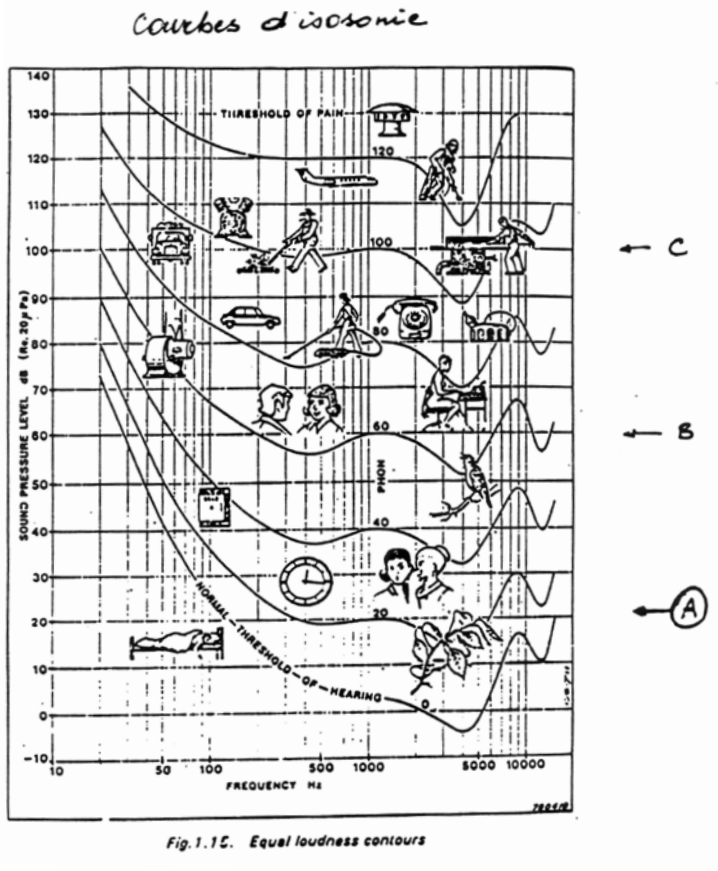 Courbes d'isosonie
140
130
THRESHOLD OF PAIN
120
120
110
100
100
C
90
80
80
70
60
60
B
50
PHON
40
40
30
NORMAL THRESHOLD OF HEARING
20
20
A
10
0
0
-10
SOUND PRESSURE LEVEL dB (Re. 20 µ Pa)
10 50 100 500 1000 5000 10000
FREQUENCY Hz
Fig. 1.15. Equal loudness contours